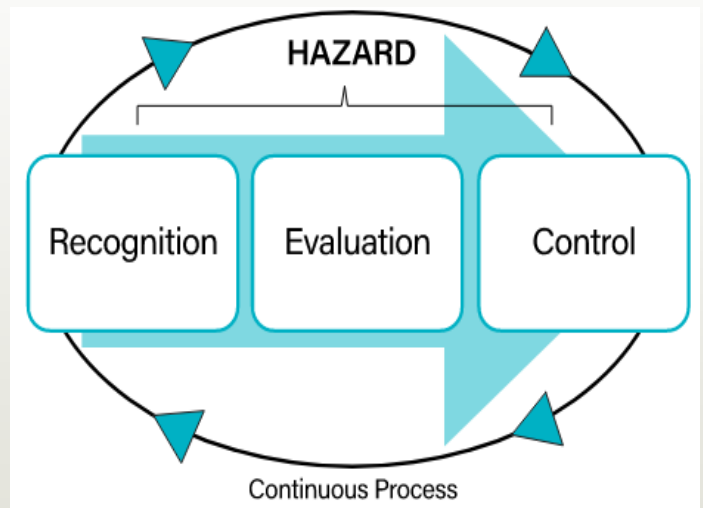 HAZARD
Recognition
Evaluation
Control
Continuous Process